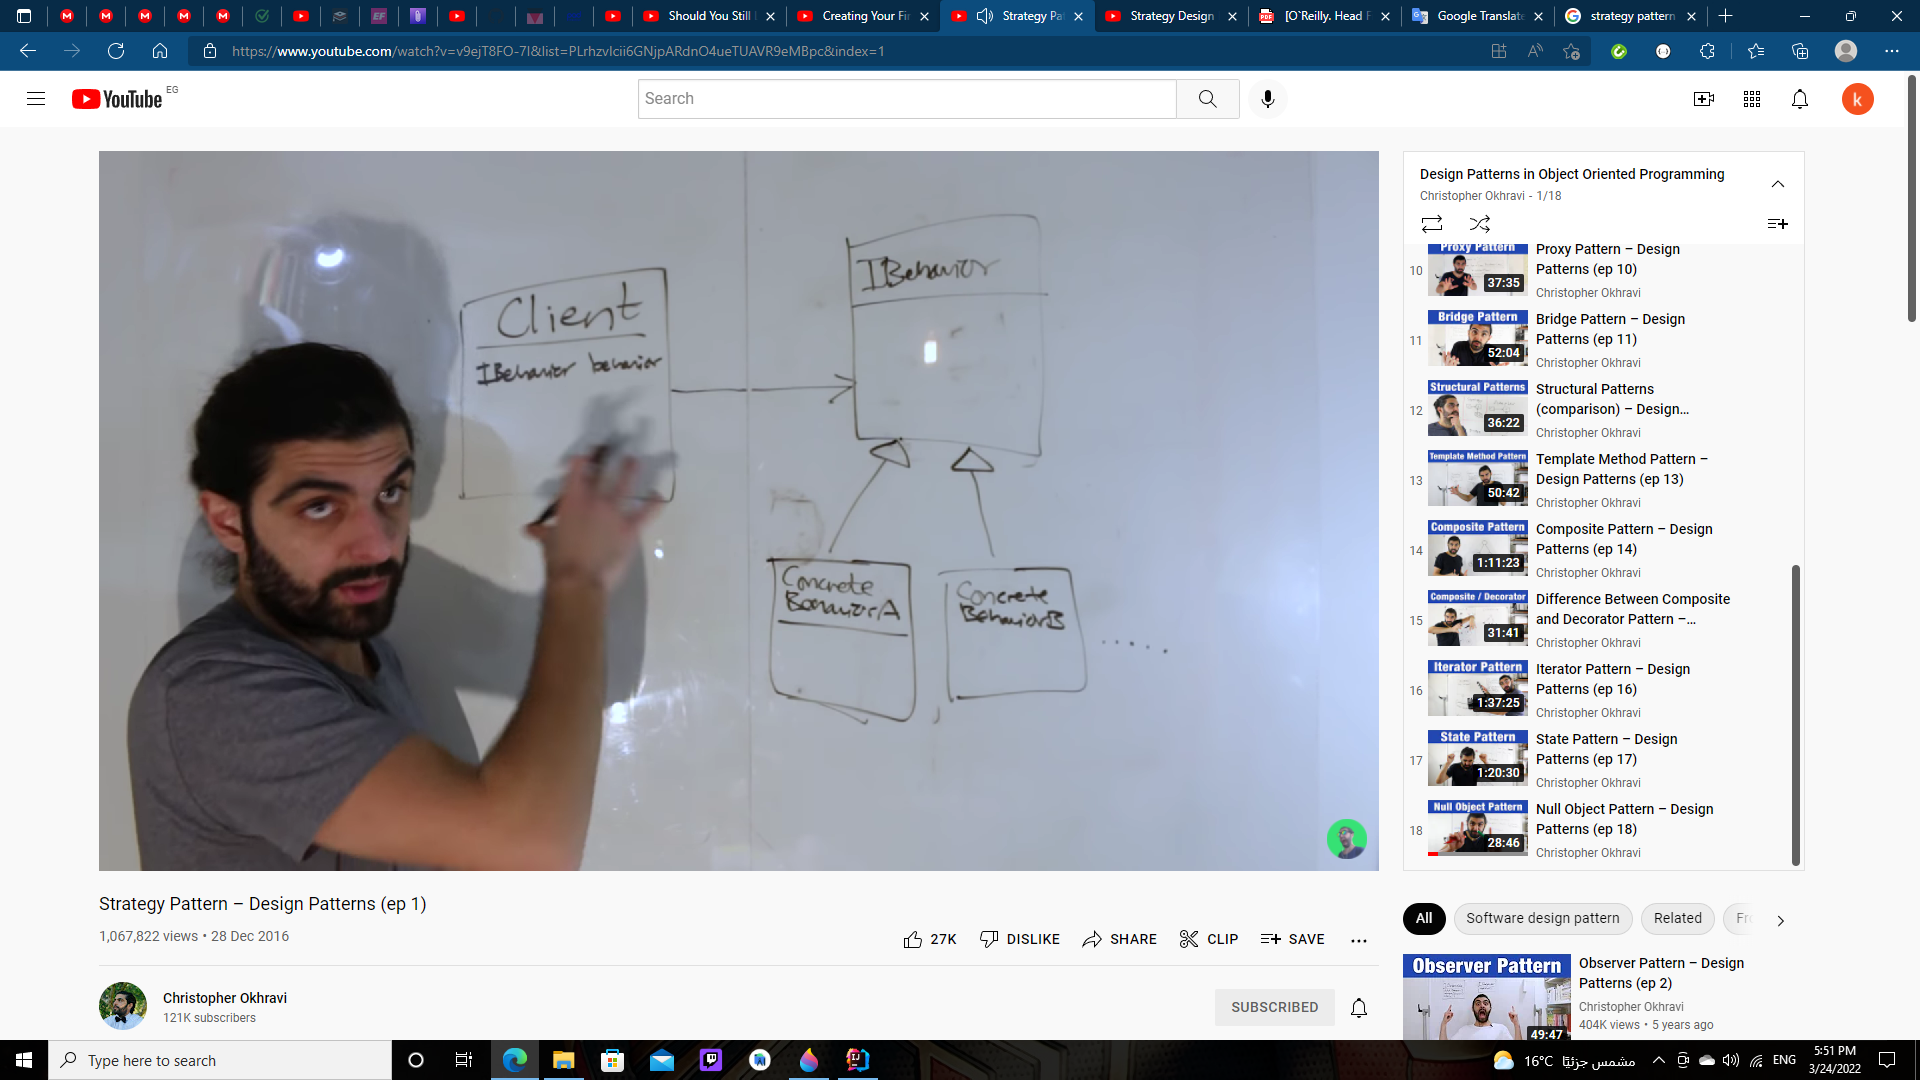 Should You Still L
Creating Your Fir
Strategy Pat
Strategy Design
[O`Reilly. Head F
Google Translate
strategy pattern
https://www.youtube.com/watch?v=v9ejT8FO-7I&list=PLrhzvIcii6GNjpARdnO4ueTUAVR9eMBpc&index=1
YouTube EG
Search
k
Client
IBehavior behavior
IBehavior
Concrete
BehaviorA
Concrete
BehaviorB
Design Patterns in Object Oriented Programming
Christopher Okhravi - 1/18
10
Proxy Pattern
37:35
Proxy Pattern – Design
Patterns (ep 10)
Christopher Okhravi
11
Bridge Pattern
52:04
Bridge Pattern – Design
Patterns (ep 11)
Christopher Okhravi
12
Structural Patterns
36:22
Structural Patterns
(comparison) – Design...
Christopher Okhravi
13
Template Method Pattern
50:42
Template Method Pattern –
Design Patterns (ep 13)
Christopher Okhravi
14
Composite Pattern
1:11:23
Composite Pattern – Design
Patterns (ep 14)
Christopher Okhravi
15
Composite / Decorator
31:41
Difference Between Composite
and Decorator Pattern –...
Christopher Okhravi
16
Iterator Pattern
1:37:25
Iterator Pattern – Design
Patterns (ep 16)
Christopher Okhravi
17
State Pattern
1:20:30
State Pattern – Design
Patterns (ep 17)
Christopher Okhravi
18
Null Object Pattern
28:46
Null Object Pattern – Design
Patterns (ep 18)
Christopher Okhravi
Strategy Pattern – Design Patterns (ep 1)
1,067,822 views • 28 Dec 2016
27K DISLIKE SHARE CLIP SAVE
Christopher Okhravi
121K subscribers
SUBSCRIBED
All Software design pattern Related Fro
Observer Pattern
49:47
Observer Pattern – Design
Patterns (ep 2)
Christopher Okhravi
404K views • 5 years ago
Type here to search
16°C مشمس جزئيًا
ENG
5:51 PM
3/24/2022